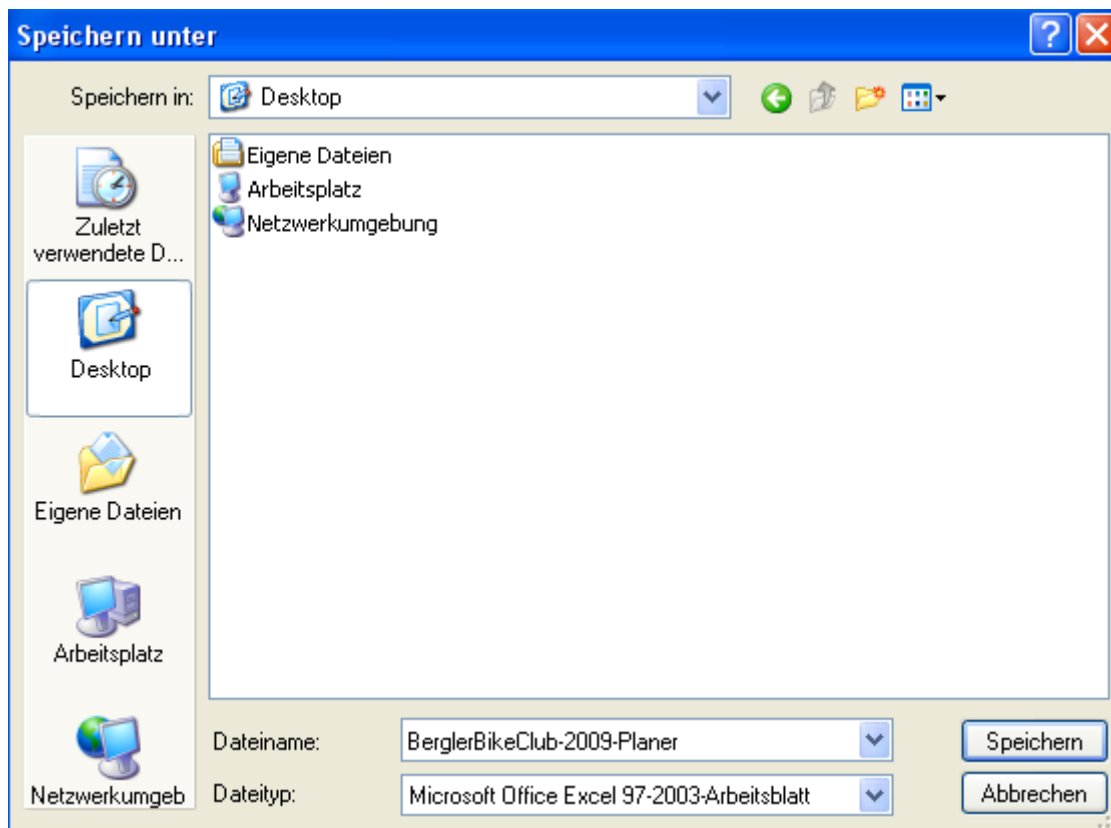 Speichern unter
Speichern in:
Desktop
Zuletzt
verwendete D...
Desktop
Eigene Dateien
Arbeitsplatz
Netzwerkumgeb
Eigene Dateien
Arbeitsplatz
Netzwerkumgebung
Dateiname:
BerglerBikeClub-2009-Planer
Speichern
Dateityp:
Microsoft Office Excel 97-2003-Arbeitsblatt
Abbrechen